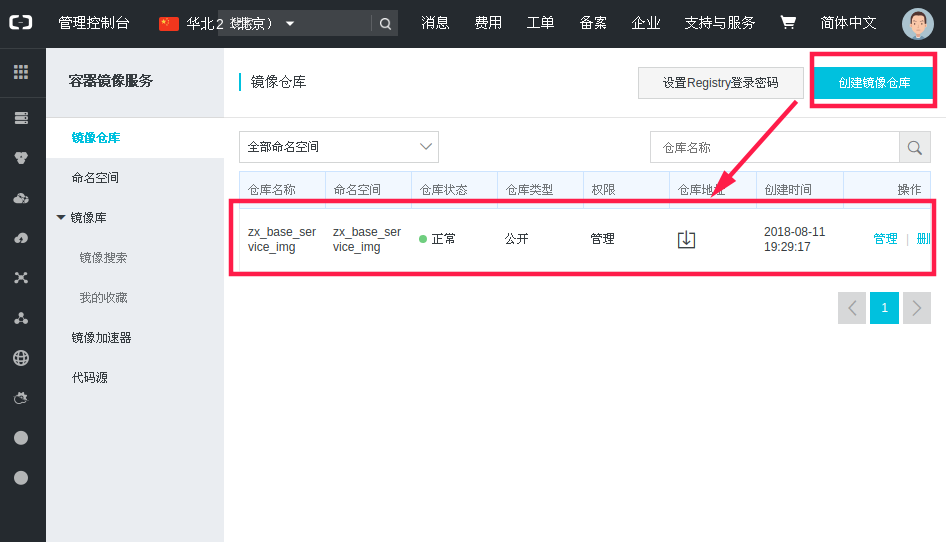 管理控制台 华北 2 北京） 消息 费用 工单 备案 企业 支持与服务 简体中文
容器镜像服务
镜像仓库
命名空间
镜像库
镜像搜索
我的收藏
镜像加速器
代码源
镜像仓库 设置Registry登录密码 创建镜像仓库
全部命名空间 仓库名称
仓库名称 命名空间 仓库状态 仓库类型 权限 仓库地址 创建时间 操作
zx_base_ser zx_base_ser 正常 公开 管理 2018-08-11 管理 | 删
vice_img vice_img 19:29:17
1